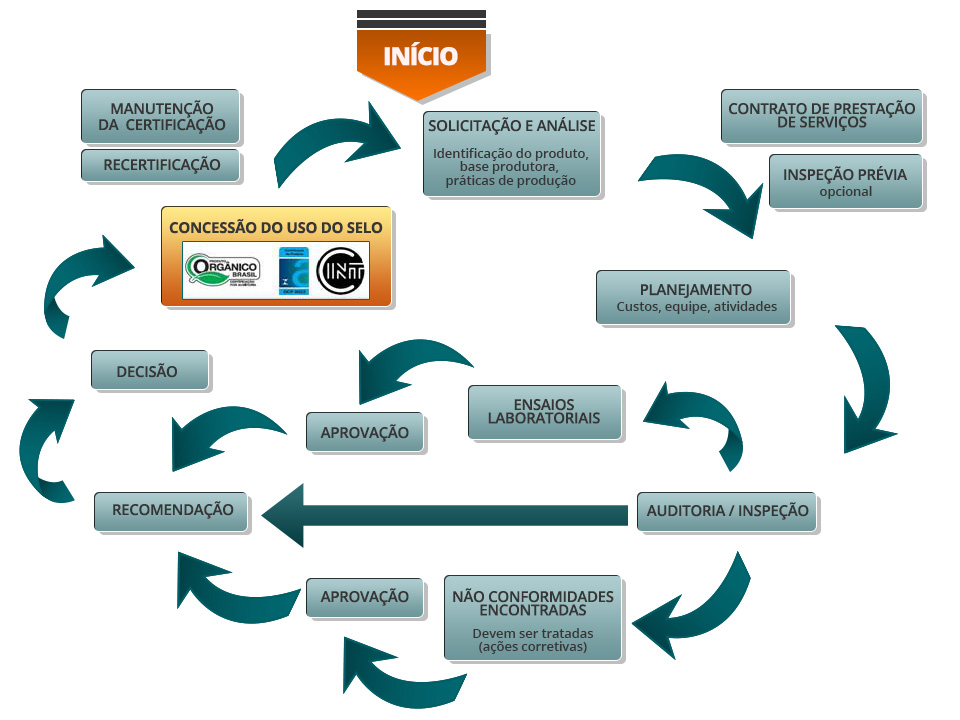 INÍCIO
MANUTENÇÃO
DA CERTIFICAÇÃO
RECERTIFICAÇÃO
SOLICITAÇÃO E ANÁLISE
Identificação do produto,
base produtora,
práticas de produção
CONTRATO DE PRESTAÇÃO
DE SERVIÇOS
INSPEÇÃO PRÉVIA
opcional
CONCESSÃO DO USO DO SELO
PRODUTO
ORGÂNICO
BRASIL
INT
PLANEJAMENTO
Custos, equipe, atividades
DECISÃO
ENSAIOS
LABORATORIAIS
APROVAÇÃO
RECOMENDAÇÃO
AUDITORIA / INSPEÇÃO
APROVAÇÃO
NÃO CONFORMIDADES
ENCONTRADAS
Devem ser tratadas
(ações corretivas)